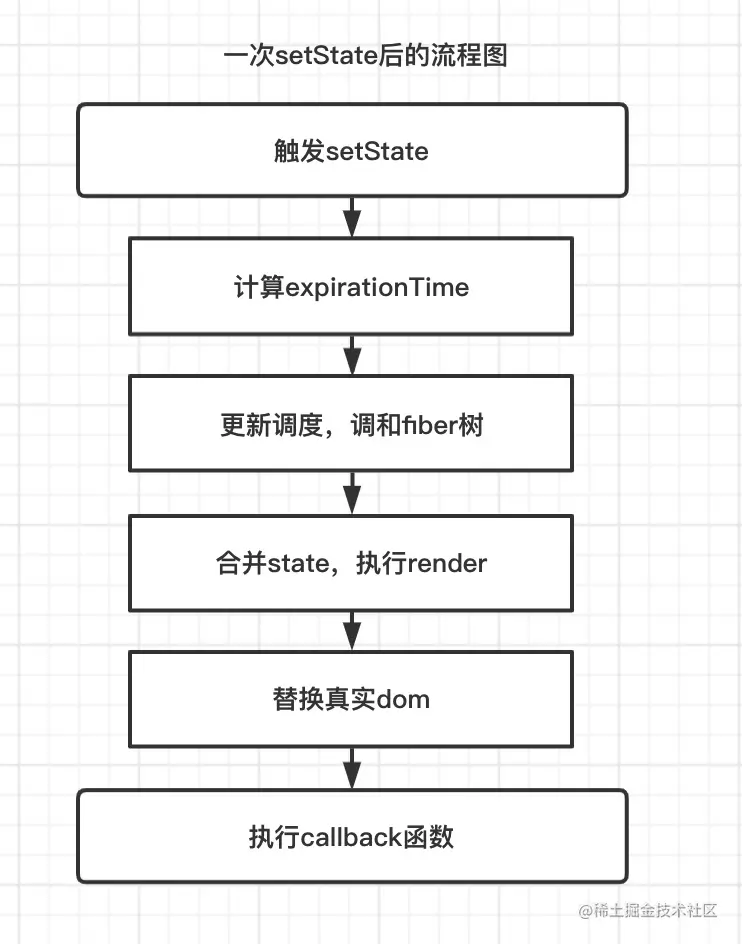 一次setState后的流程图
触发setState
计算expirationTime
更新调度，调和fiber树
合并state，执行render
替换真实dom
执行callback函数
@稀土掘金技术社区